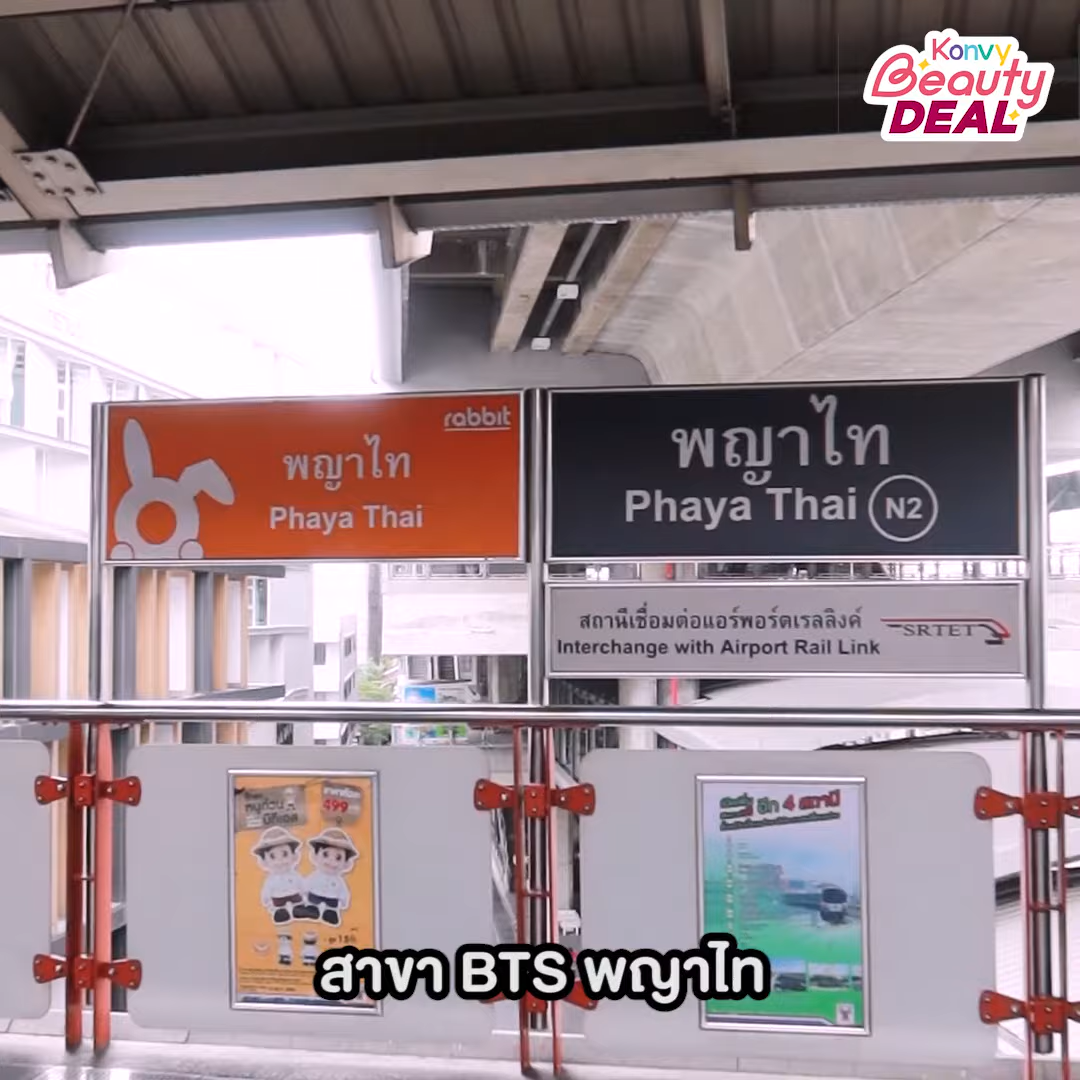 Konvy
Beauty
DEAL
rabbit
พญาไท
Phaya Thai
พญาไท
Phaya Thai N2
สถานีเชื่อมต่อแอร์พอร์ตเรลลิงค์
Interchange with Airport Rail Link
SRTET
499
อีก 4 สถานี
สาขา BTS พญาไท